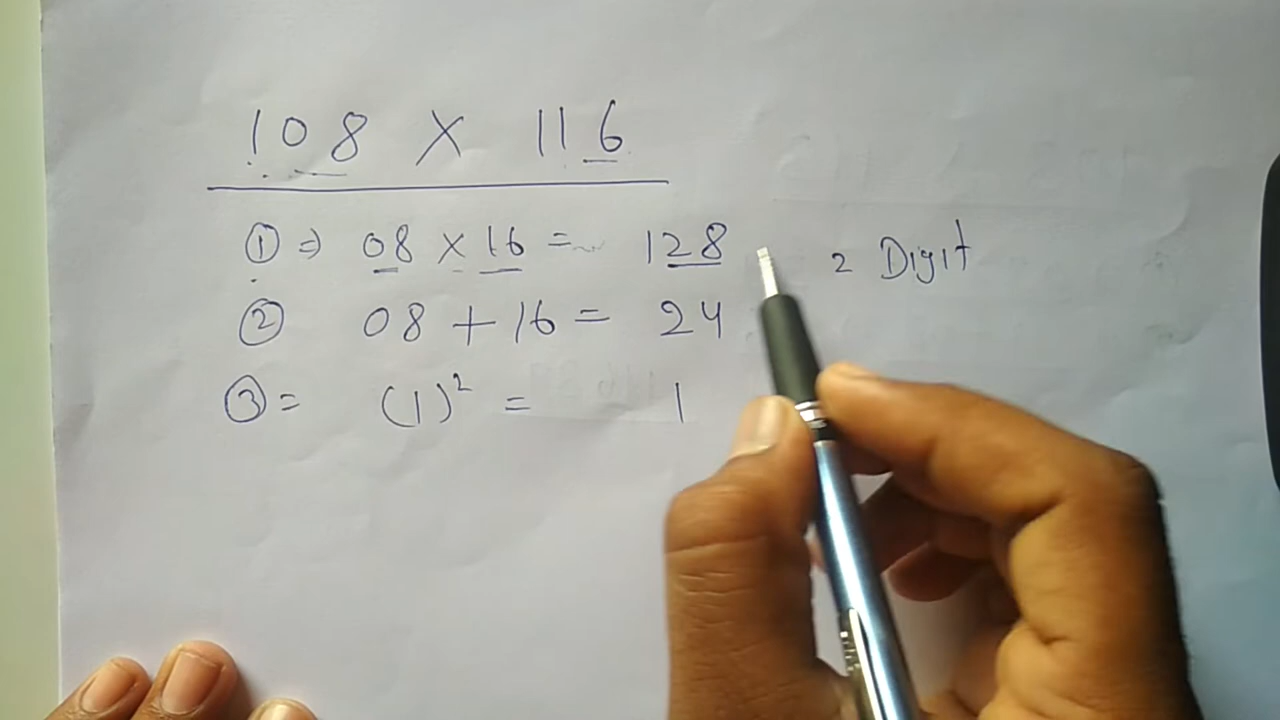 108 × 116
① ⇒ 08 × 16 = 128 2 Digit
② 08 + 16 = 24
③ = (1)² = 1